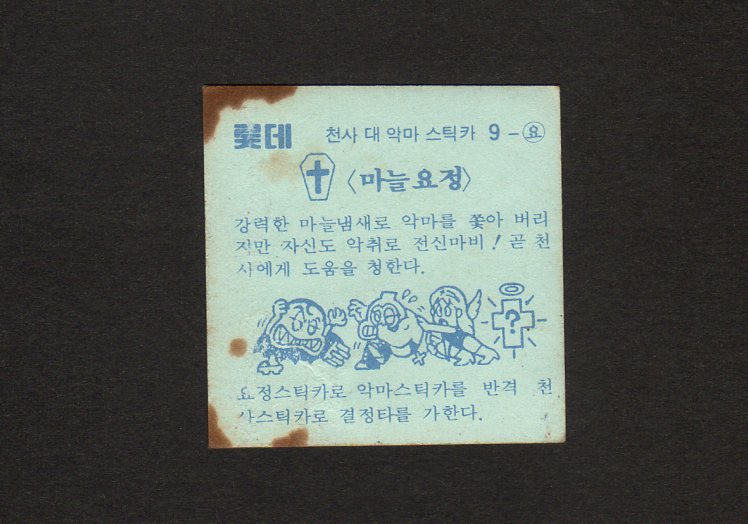 롯데 천사 대 악마 스틱카 9-㉸
〈마늘요정〉
강력한 마늘냄새로 악마를 쫓아 버리
지만 자신도 악취로 전신마비! 곧 천
사에게 도움을 청한다.
?
요정스틱카로 악마스틱카를 반격 천
사스틱카로 결정타를 가한다.